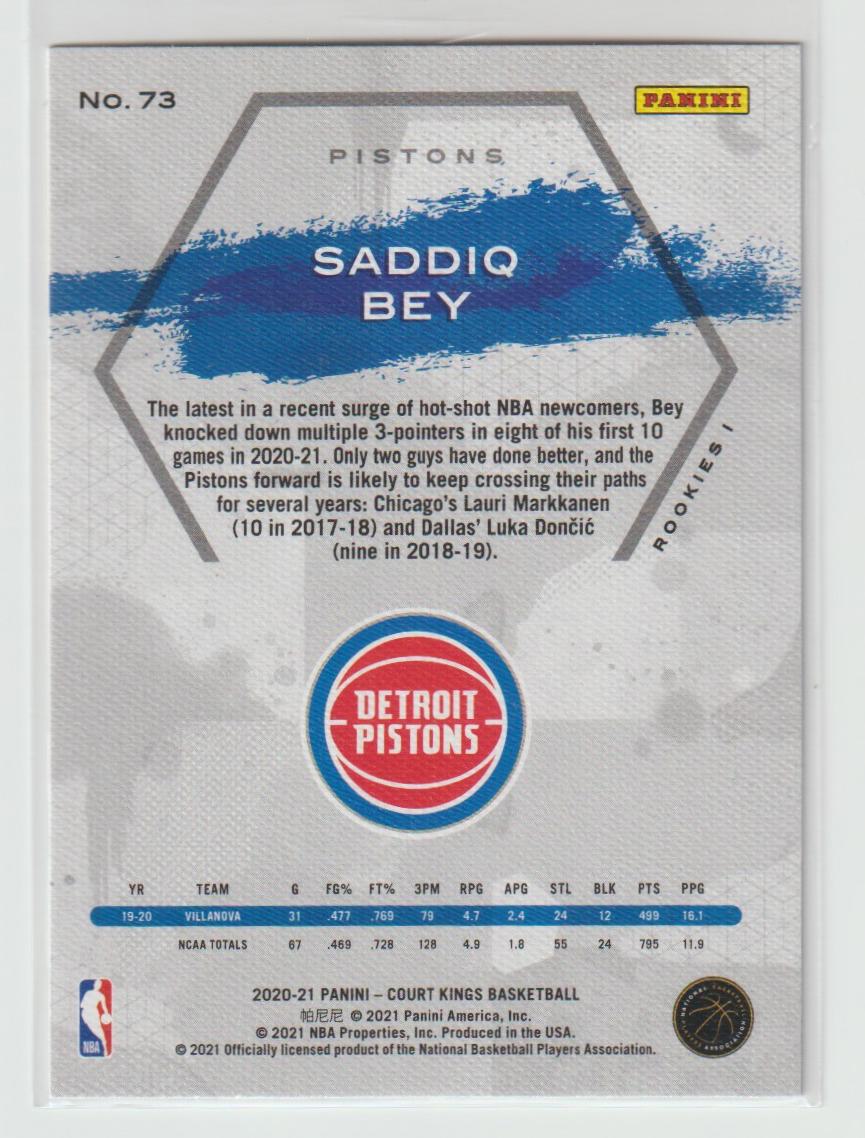 No. 73
PANINI
PISTONS
SADDIQ
BEY
The latest in a recent surge of hot-shot NBA newcomers, Bey
knocked down multiple 3-pointers in eight of his first 10
games in 2020-21. Only two guys have done better, and the
Pistons forward is likely to keep crossing their paths
for several years: Chicago's Lauri Markkanen
(10 in 2017-18) and Dallas' Luka Dončić
(nine in 2018-19).
ROOKIES I
DETROIT
PISTONS
YR TEAM G FG% FT% 3PM RPG APG STL BLK PTS PPG
19-20 VILLANOVA 31 .477 .769 79 4.7 2.4 24 12 499 16.1
NCAA TOTALS 67 .469 .728 128 4.9 1.8 55 24 795 11.9
2020-21 PANINI – COURT KINGS BASKETBALL
帕尼尼 © 2021 Panini America, Inc.
© 2021 NBA Properties, Inc. Produced in the USA.
© 2021 Officially licensed product of the National Basketball Players Association.
NBA
NATIONAL BASKETBALL
PLAYERS ASSOCIATION